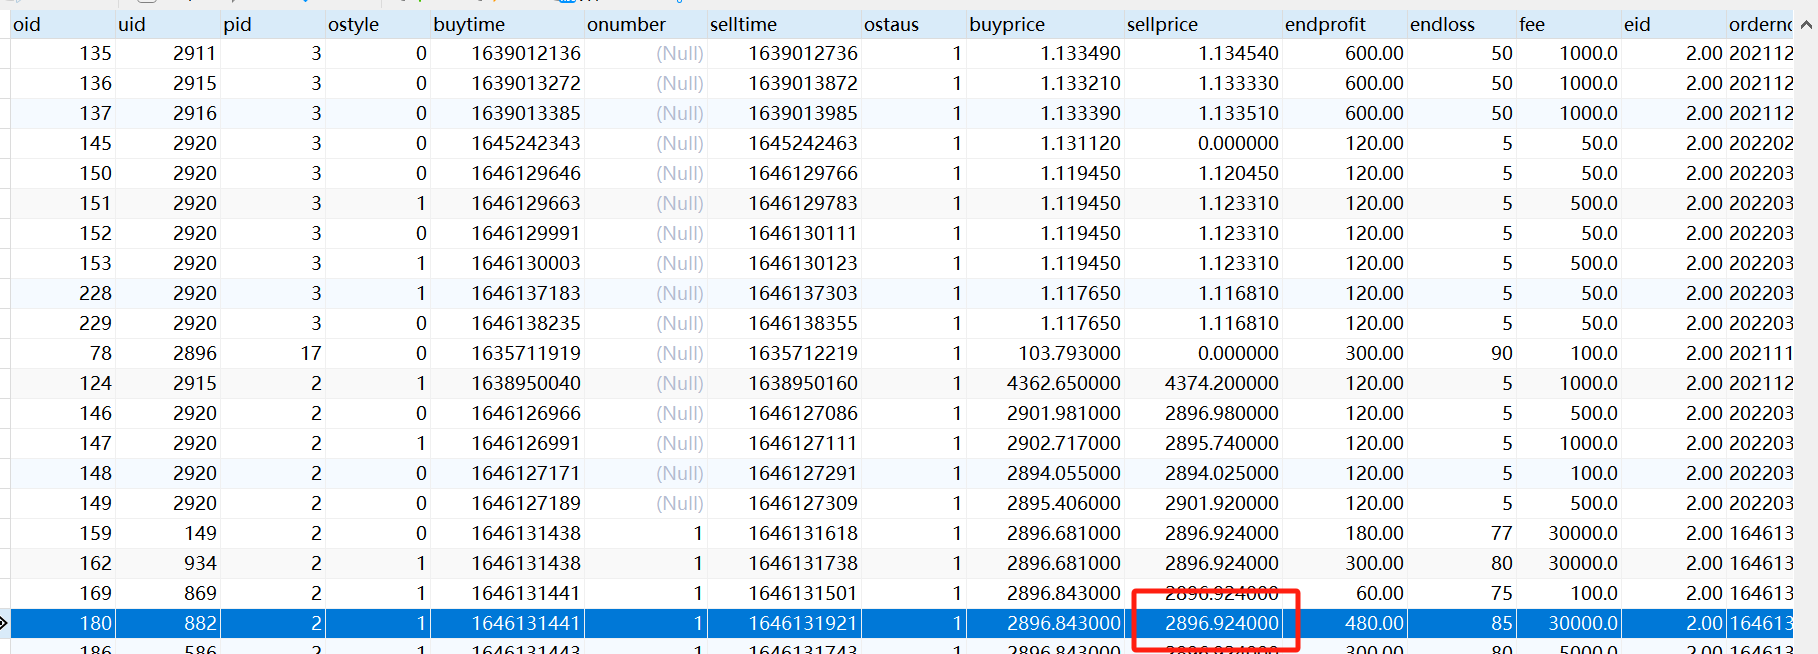 oid uid pid ostyle buytime onumber selltime ostaus buyprice sellprice endprofit endloss fee eid
135 2911 3 0 1639012136 (Null) 1639012736 1 1.133490 1.134540 600.00 50 1000.0 2.00 202112
136 2915 3 0 1639013272 (Null) 1639013872 1 1.133210 1.133330 600.00 50 1000.0 2.00 202112
137 2916 3 0 1639013385 (Null) 1639013985 1 1.133390 1.133510 600.00 50 1000.0 2.00 202112
145 2920 3 0 1645242343 (Null) 1645242463 1 1.131120 0.000000 120.00 5 50.0 2.00 202202
150 2920 3 0 1646129646 (Null) 1646129766 1 1.119450 1.120450 120.00 5 50.0 2.00 202203
151 2920 3 1 1646129663 (Null) 1646129783 1 1.119450 1.123310 120.00 5 500.0 2.00 202203
152 2920 3 0 1646129991 (Null) 1646130111 1 1.119450 1.123310 120.00 5 50.0 2.00 202203
153 2920 3 1 1646130003 (Null) 1646130123 1 1.119450 1.123310 120.00 5 500.0 2.00 202203
228 2920 3 1 1646137183 (Null) 1646137303 1 1.117650 1.116810 120.00 5 50.0 2.00 202203
229 2920 3 0 1646138235 (Null) 1646138355 1 1.117650 1.116810 120.00 5 50.0 2.00 202203
78 2896 17 0 1635711919 (Null) 1635712219 1 103.793000 0.000000 300.00 90 100.0 2.00 202111
124 2915 2 1 1638950040 (Null) 1638950160 1 4362.650000 4374.200000 120.00 5 1000.0 2.00 202112
146 2920 2 0 1646126966 (Null) 1646127086 1 2901.981000 2896.980000 120.00 5 500.0 2.00 202203
147 2920 2 1 1646126991 (Null) 1646127111 1 2902.717000 2895.740000 120.00 5 1000.0 2.00 202203
148 2920 2 0 1646127171 (Null) 1646127291 1 2894.055000 2894.025000 120.00 5 100.0 2.00 202203
149 2920 2 0 1646127189 (Null) 1646127309 1 2895.406000 2901.920000 120.00 5 500.0 2.00 202203
159 149 2 0 1646131438 1 1646131618 1 2896.681000 2896.924000 180.00 77 30000.0 2.00 164613
162 934 2 1 1646131438 1 1646131738 1 2896.681000 2896.924000 300.00 80 30000.0 2.00 164613
169 869 2 1 1646131441 1 1646131501 1 2896.843000 2896.924000 60.00 75 100.0 2.00 164613
180 882 2 1 1646131441 1 1646131921 1 2896.843000 2896.924000 480.00 85 30000.0 2.00 164613